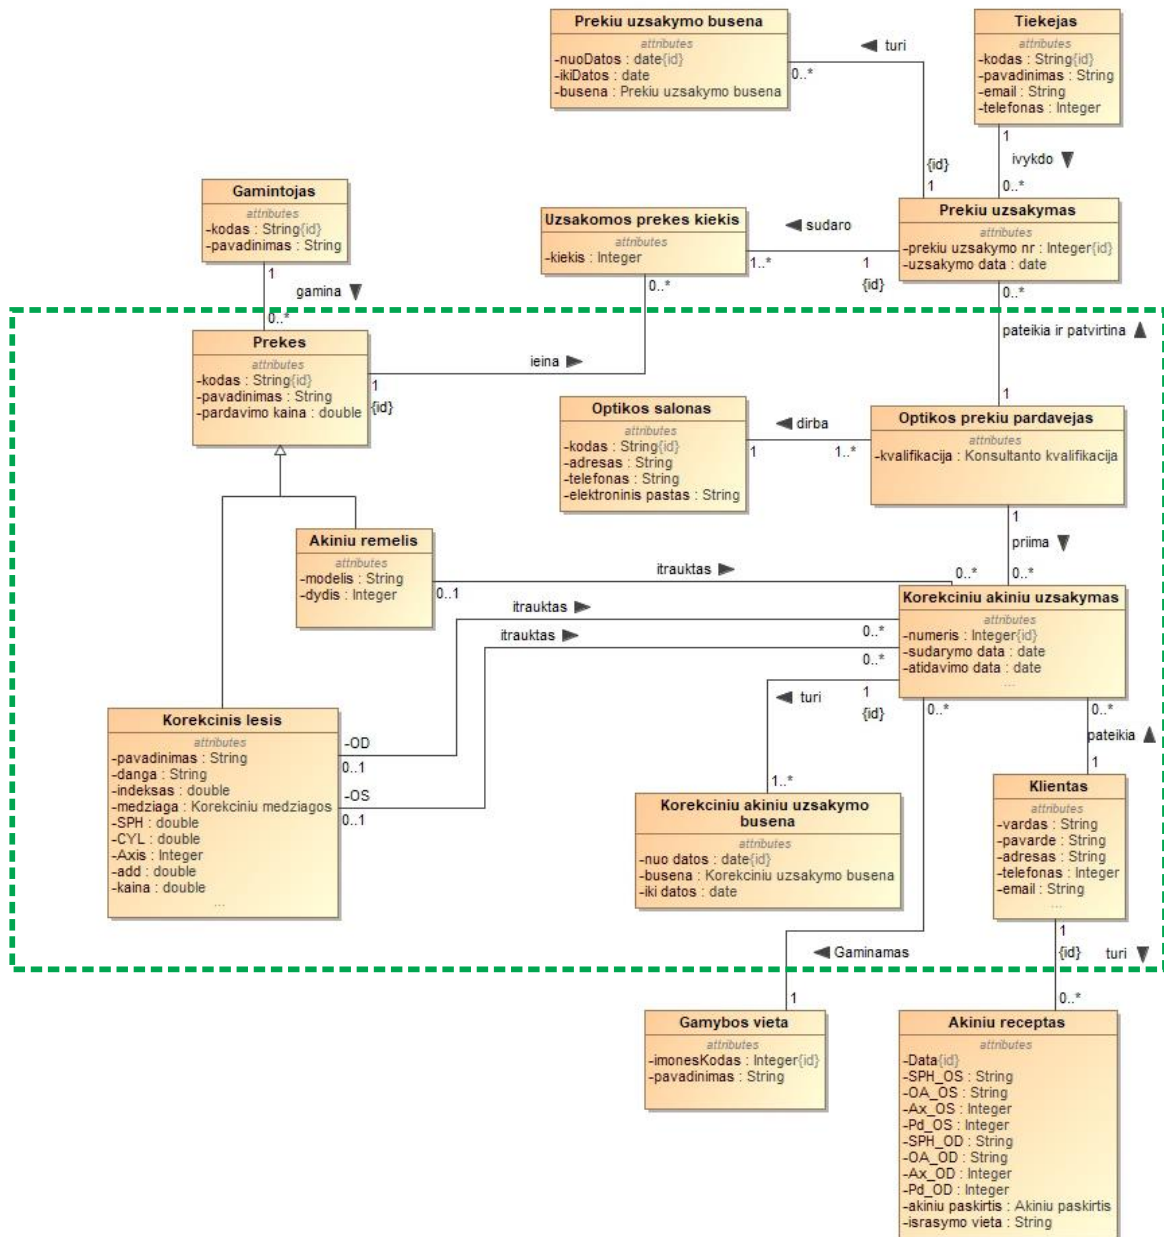 Prekiu uzsakymo busena
attributes
-nuoDatos : date{id}
-ikiDatos : date
-busena : Prekiu uzsakymo busena
turi
0..*
{id}
1
Tiekejas
attributes
-kodas : String{id}
-pavadinimas : String
-email : String
-telefonas : Integer
1
ivykdo
0..*
Gamintojas
attributes
-kodas : String{id}
-pavadinimas : String
1
gamina
0..*
Uzsakomos prekes kiekis
attributes
-kiekis : Integer
0..*
sudaro
1..*
1
{id}
Prekiu uzsakymas
attributes
-prekiu uzsakymo nr : Integer{id}
-uzsakymo data : date
0..*
pateikia ir patvirtina
1
Prekes
attributes
-kodas : String{id}
-pavadinimas : String
-pardavimo kaina : double
ieina
1
{id}
Optikos salonas
attributes
-kodas : String{id}
-adresas : String
-telefonas : String
-elektroninis pastas : String
dirba
1
1..*
Optikos prekiu pardavejas
attributes
-kvalifikacija : Konsultanto kvalifikacija
1
priima
0..*
Akiniu remelis
attributes
-modelis : String
-dydis : Integer
itrauktas
0..1
0..*
itrauktas
0..*
itrauktas
0..*
Korekciniu akiniu uzsakymas
attributes
-numeris : Integer{id}
-sudarymo data : date
-atidavimo data : date
...
turi
1
{id}
0..*
0..*
pateikia
1
Korekcinis lesis
attributes
-pavadinimas : String
-danga : String
-indeksas : double
-medziaga : Korekciniu medziagos
-SPH : double
-CYL : double
-Axis : Integer
-add : double
-kaina : double
...
-OD
0..1
-OS
0..1
1..*
Korekciniu akiniu uzsakymo
busena
attributes
-nuo datos : date{id}
-busena : Korekciniu uzsakymo busena
-iki datos : date
Klientas
attributes
-vardas : String
-pavarde : String
-adresas : String
-telefonas : Integer
-email : String
...
1
{id}
turi
0..*
Gaminamas
1
Gamybos vieta
attributes
-imonesKodas : Integer{id}
-pavadinimas : String
Akiniu receptas
attributes
-Data{id}
-SPH_OS : String
-OA_OS : String
-Ax_OS : Integer
-Pd_OS : Integer
-SPH_OD : String
-OA_OD : String
-Ax_OD : Integer
-Pd_OD : Integer
-akiniu paskirtis : Akiniu paskirtis
-israsymo vieta : String